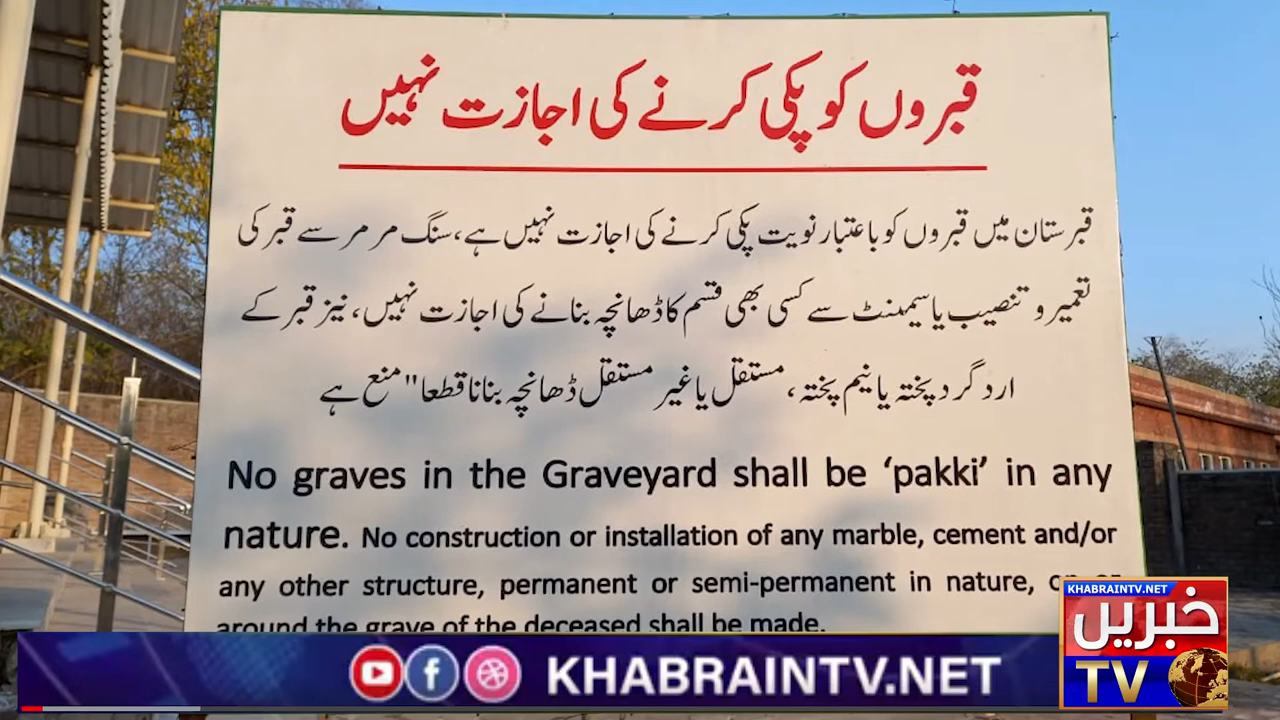 قبروں کو پکی کرنے کی اجازت نہیں
قبرستان میں قبروں کو باعتبار نویت پکی کرنے کی اجازت نہیں ہے، سنگ مرمر سے قبر کی
تعمیر و تنصیب یا سیمنٹ سے کسی بھی قسم کا ڈھانچہ بنانے کی اجازت نہیں، نیز قبر کے
ارد گرد پختہ یا نیم پختہ، مستقل یا غیر مستقل ڈھانچہ بنانا قطعا" منع ہے
No graves in the Graveyard shall be ‘pakki’ in any
nature. No construction or installation of any marble, cement and/or
any other structure, permanent or semi-permanent in nature, on or
around the grave of the deceased shall be made.
KHABRAINTV.NET
KHABRAINTV.NET
خبریں
TV